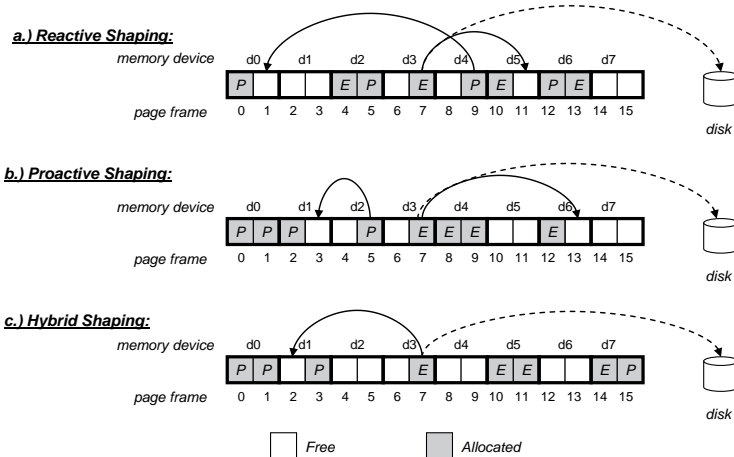 a.) Reactive Shaping:
memory device d0 d1 d2 d3 d4 d5 d6 d7
P E P E P E P E
page frame 0 1 2 3 4 5 6 7 8 9 10 11 12 13 14 15
disk
b.) Proactive Shaping:
memory device d0 d1 d2 d3 d4 d5 d6 d7
P P P P E E E E
page frame 0 1 2 3 4 5 6 7 8 9 10 11 12 13 14 15
disk
c.) Hybrid Shaping:
memory device d0 d1 d2 d3 d4 d5 d6 d7
P P P E E E E P
page frame 0 1 2 3 4 5 6 7 8 9 10 11 12 13 14 15
disk
Free Allocated